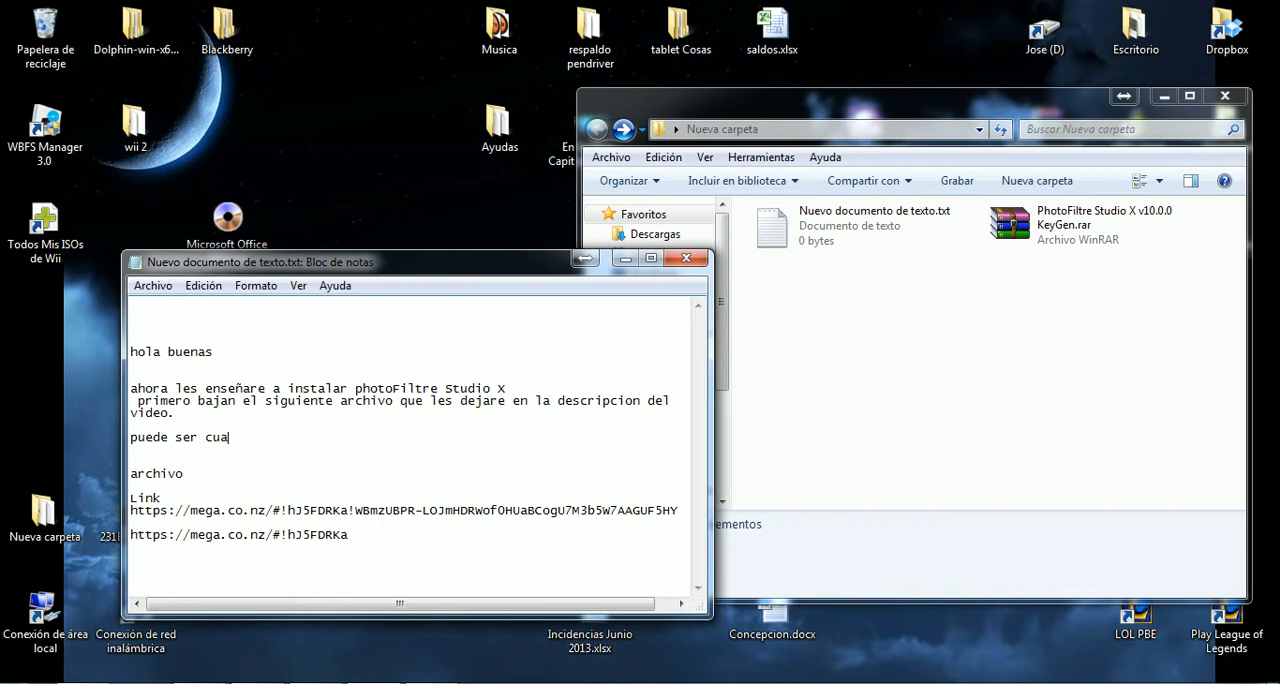 Papelera de
reciclaje
Dolphin-win-x6...
Blackberry
Musica
respaldo
pendriver
tablet Cosas
saldos.xlsx
Jose (D)
Escritorio
Dropbox
WBFS Manager
3.0
wii 2
Ayudas
En
Capit
Todos Mis ISOs
de Wii
Microsoft Office
Nueva carpeta
Buscar Nueva carpeta
Archivo Edición Ver Herramientas Ayuda
Organizar Incluir en biblioteca Compartir con Grabar Nueva carpeta
Favoritos
Descargas
Nuevo documento de texto.txt
Documento de texto
0 bytes
PhotoFiltre Studio X v10.0.0
KeyGen.rar
Archivo WinRAR
ementos
Nuevo documento de texto.txt: Bloc de notas
Archivo Edición Formato Ver Ayuda
hola buenas
ahora les enseñare a instalar photoFiltre Studio X
primero bajan el siguiente archivo que les dejare en la descripcion del
video.
puede ser cua
archivo
Link
https://mega.co.nz/#!hJ5FDRKa!WBmzUBPR-LOJmHDRWofOHUaBCogU7M3b5W7AAGUF5HY
https://mega.co.nz/#!hJ5FDRKa
Nueva carpeta
Conexión de área
local
Conexión de red
inalámbrica
Incidencias Junio
2013.xlsx
Concepcion.docx
LOL PBE
Play League of
Legends